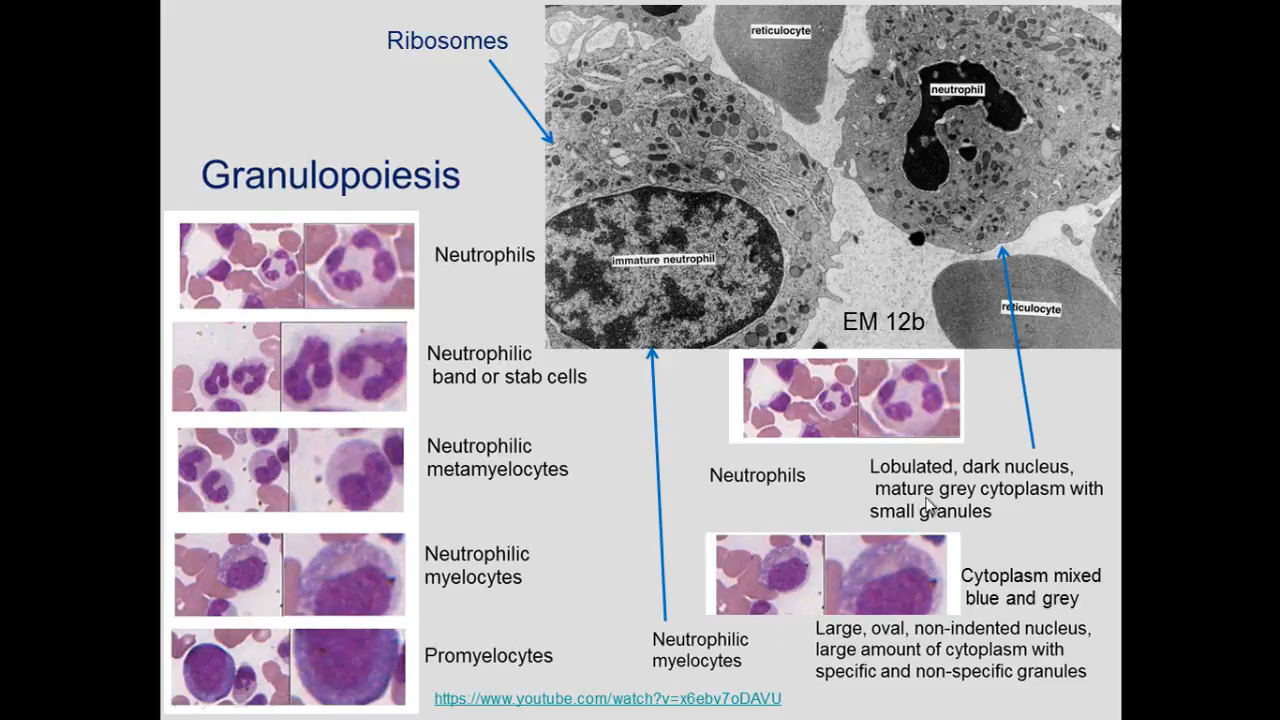 Ribosomes
reticulocyte
neutrophil
Granulopoiesis
immature neutrophil
reticulocyte
EM 12b
Neutrophils
Neutrophilic
band or stab cells
Neutrophilic
metamyelocytes
Neutrophilic
myelocytes
Promyelocytes
Neutrophils
Lobulated, dark nucleus,
mature grey cytoplasm with
small granules
Cytoplasm mixed
blue and grey
Neutrophilic
myelocytes
Large, oval, non-indented nucleus,
large amount of cytoplasm with
specific and non-specific granules
https://www.youtube.com/watch?v=x6ebv7oDAVU